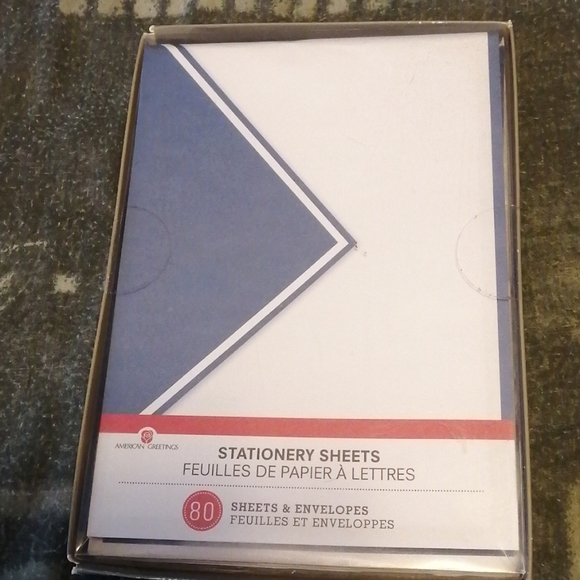 AMERICAN GREETINGS
STATIONERY SHEETS
FEUILLES DE PAPIER À LETTRES
80
SHEETS & ENVELOPES
FEUILLES ET ENVELOPPES